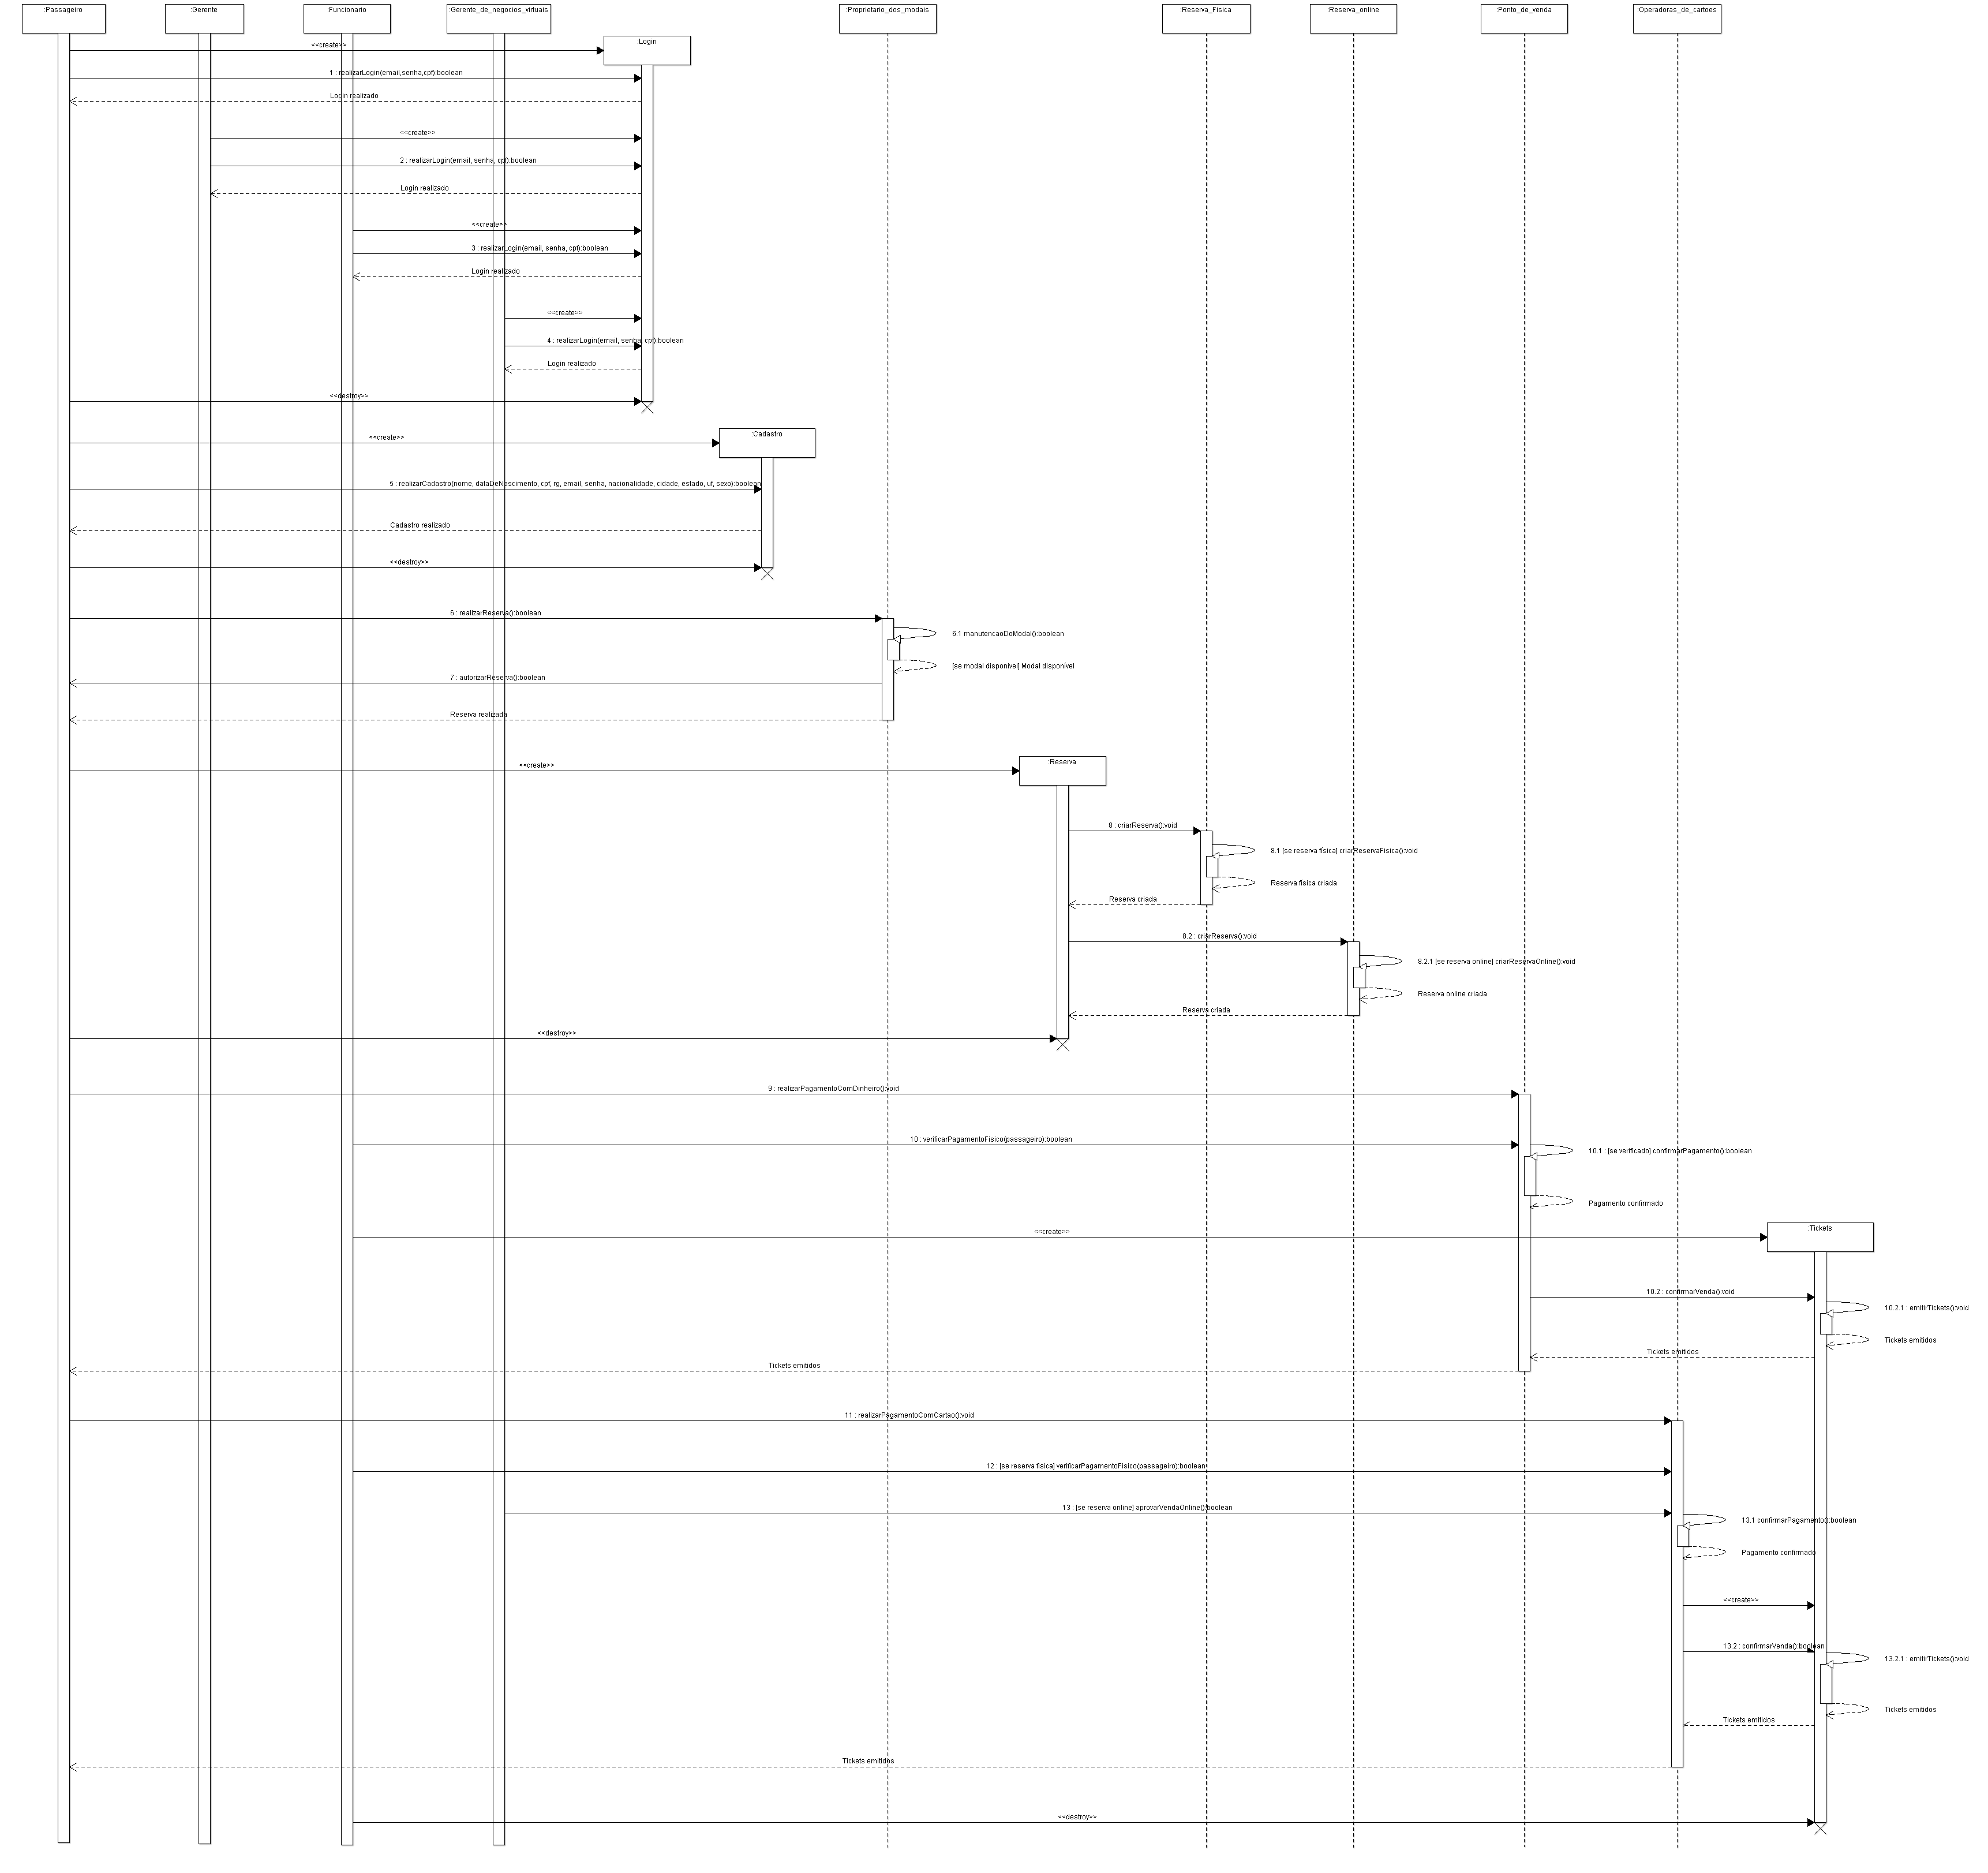 :Passageiro
:Gerente
:Funcionario
:Gerente_de_negocios_virtuais
:Proprietario_dos_modais
:Reserva_Fisica
:Reserva_online
:Ponto_de_venda
:Operadoras_de_cartoes
<<create>>
:Login
1 : realizarLogin(email,senha,cpf):boolean
Login realizado
<<create>>
2 : realizarLogin(email, senha, cpf):boolean
Login realizado
<<create>>
3 : realizarLogin(email, senha, cpf):boolean
Login realizado
<<create>>
4 : realizarLogin(email, senha, cpf):boolean
Login realizado
<<destroy>>
<<create>>
:Cadastro
5 : realizarCadastro(nome, dataDeNascimento, cpf, rg, email, senha, nacionalidade, cidade, estado, uf, sexo):boolean
Cadastro realizado
<<destroy>>
6 : realizarReserva():boolean
6.1 manutencaoDoModal():boolean
[se modal disponível] Modal disponível
7 : autorizarReserva():boolean
Reserva realizada
<<create>>
:Reserva
8 : criarReserva():void
8.1 [se reserva física] criarReservaFisica():void
Reserva física criada
Reserva criada
8.2 : criarReserva():void
8.2.1 [se reserva online] criarReservaOnline():void
Reserva online criada
Reserva criada
<<destroy>>
9 : realizarPagamentoComDinheiro():void
10 : verificarPagamentoFisico(passageiro):boolean
10.1 : [se verificado] confirmarPagamento():boolean
Pagamento confirmado
<<create>>
:Tickets
10.2 : confirmarVenda():void
10.2.1 : emitirTickets():void
Tickets emitidos
Tickets emitidos
Tickets emitidos
11 : realizarPagamentoComCartao():void
12 : [se reserva fisica] verificarPagamentoFisico(passageiro):boolean
13 : [se reserva online] aprovarVendaOnline():boolean
13.1 confirmarPagamento():boolean
Pagamento confirmado
<<create>>
13.2 : confirmarVenda():boolean
13.2.1 : emitirTickets():void
Tickets emitidos
Tickets emitidos
Tickets emitidos
<<destroy>>